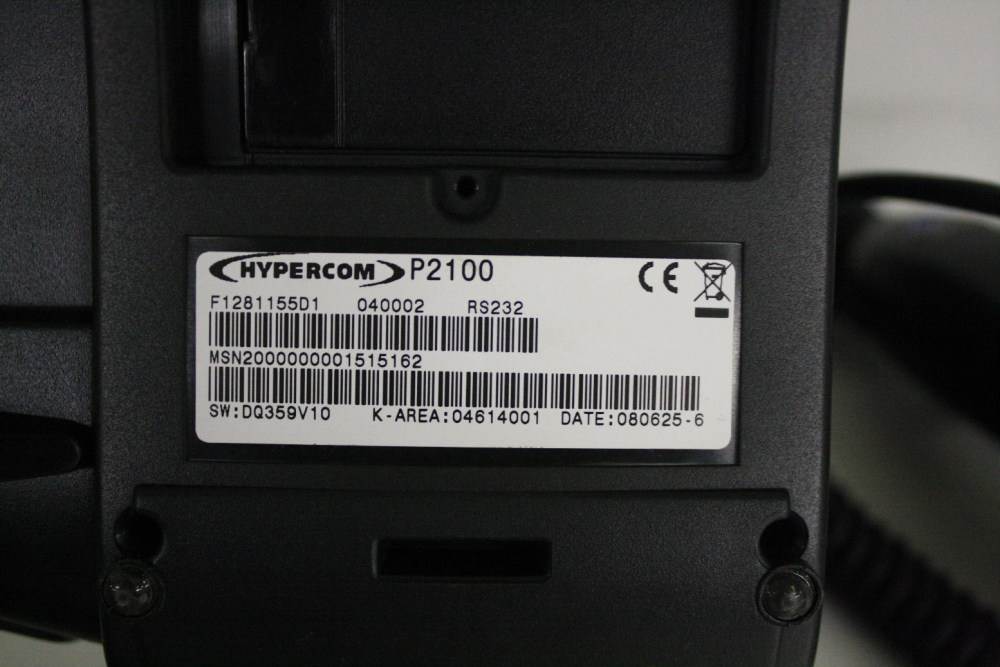 HYPERCOM P2100 CE
F1281155D1 040002 RS232
MSN2000000001515162
SW:DQ359V10 K-AREA:04614001 DATE:080625-6